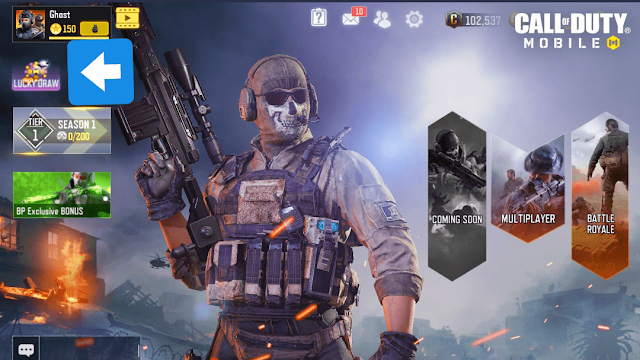 Ghost
150
10
102,537
CALL OF DUTY®
MOBILE
LUCKY DRAW
TIER
1
SEASON 1
0/200
BP Exclusive BONUS
COMING SOON
MULTIPLAYER
BATTLE
ROYALE